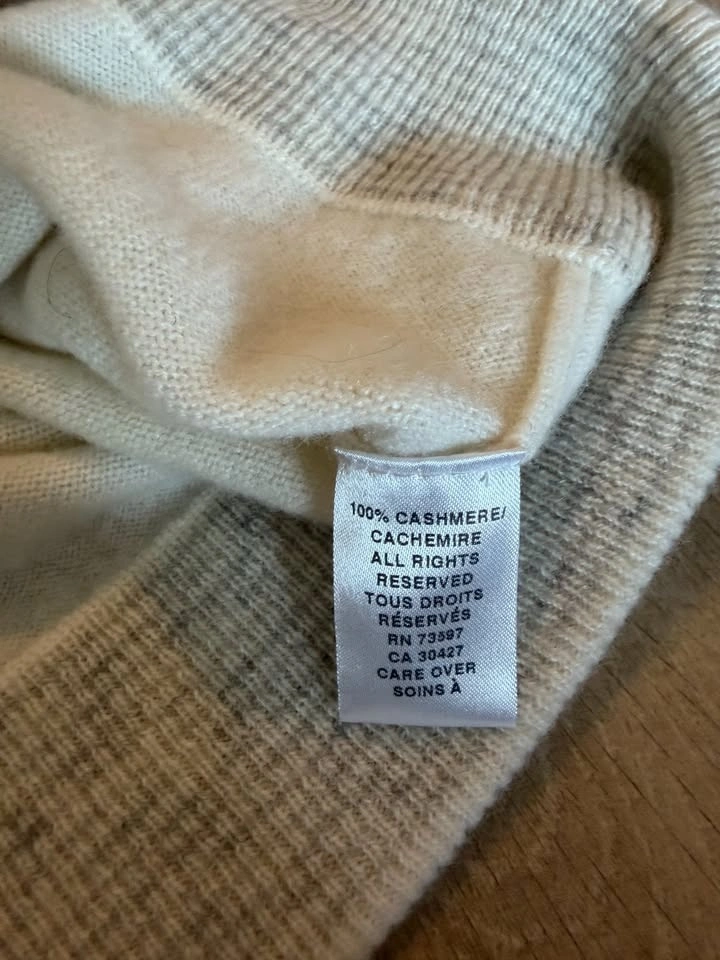 100% CASHMERE/
CACHEMIRE
ALL RIGHTS
RESERVED
TOUS DROITS
RÉSERVÉS
RN 73597
CA 30427
CARE OVER
SOINS À